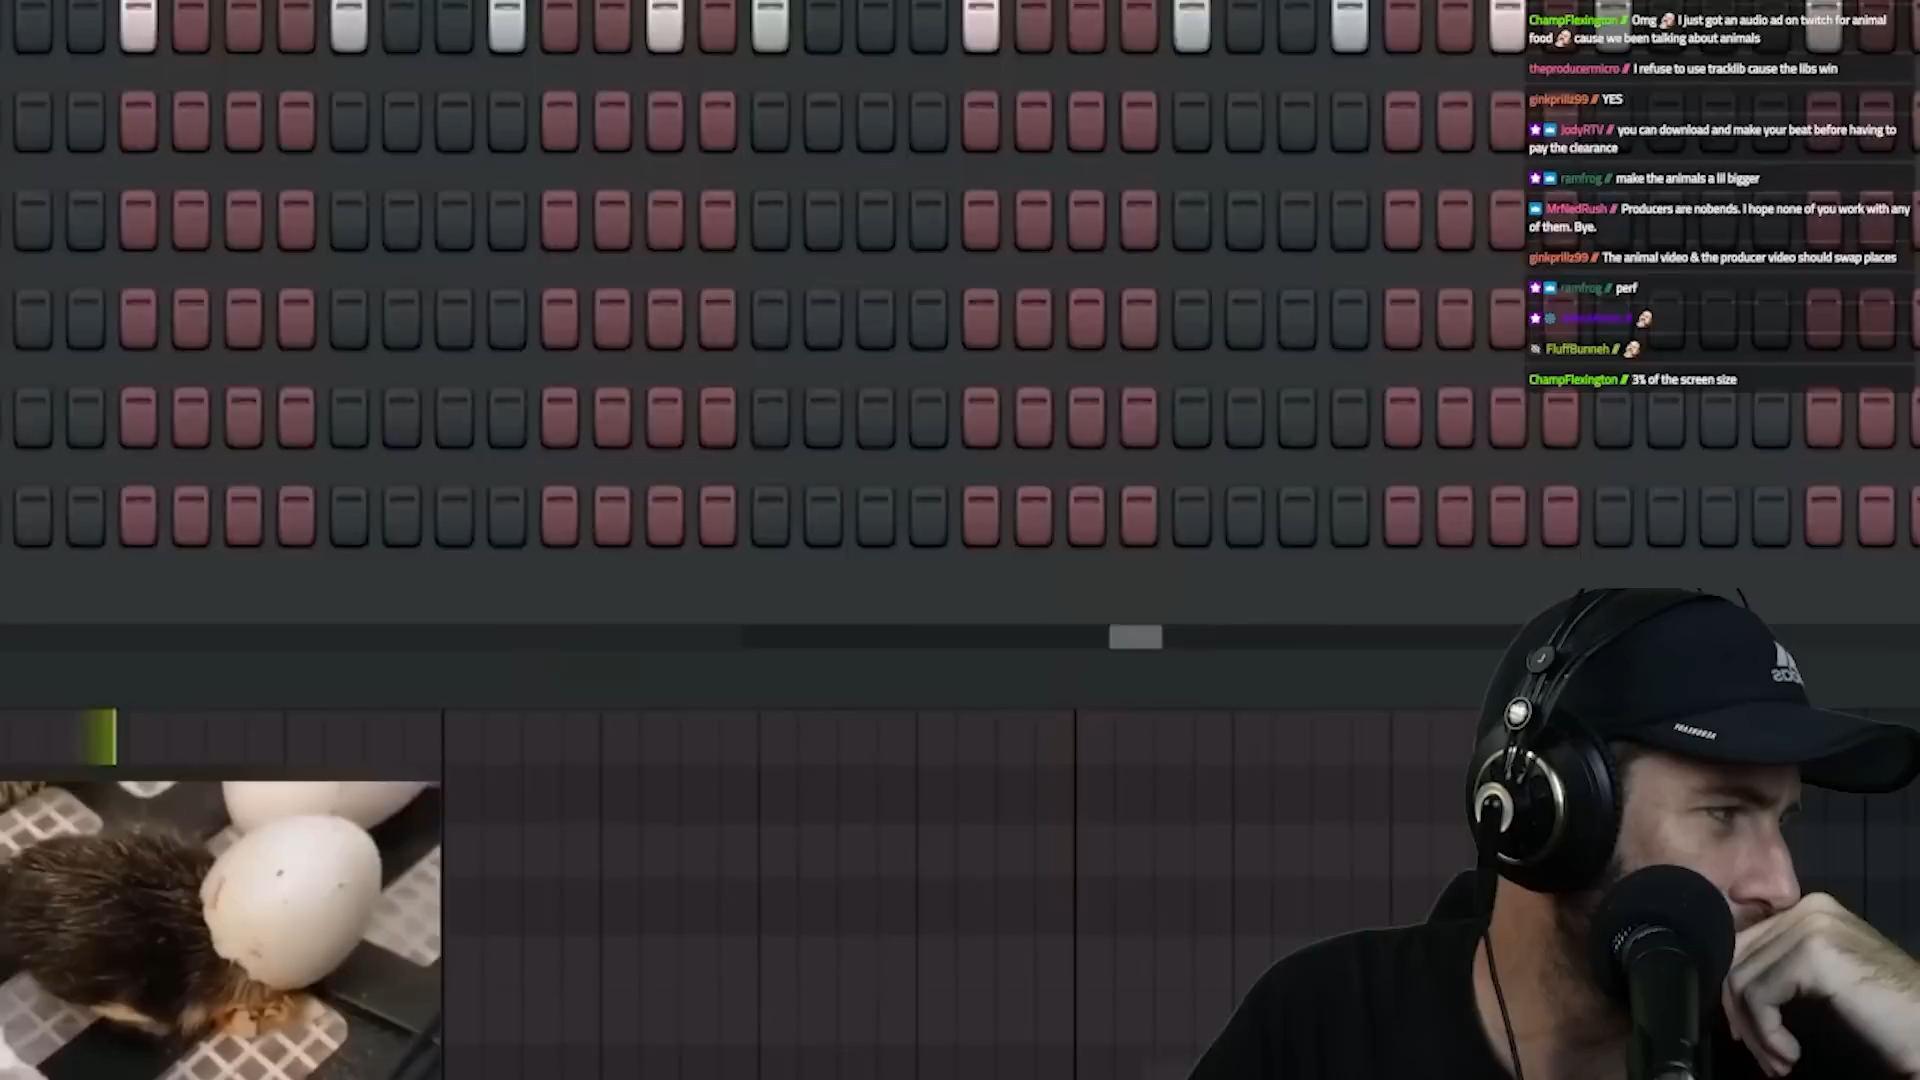 ChampFlexington // Omg I just got an audio ad on twitch for animal
food cause we been talking about animals
theproducermicro // I refuse to use tracklib cause the libs win
ginkprillz99 // YES
JodyRTV // you can download and make your beat before having to
pay the clearance
ramfrog // make the animals a lil bigger
MrNedRush // Producers are nobends. I hope none of you work with any
of them. Bye.
ginkprillz99 // The animal video & the producer video should swap places
ramfrog // perf
FluffBunneh //
ChampFlexington // 3% of the screen size
adidas